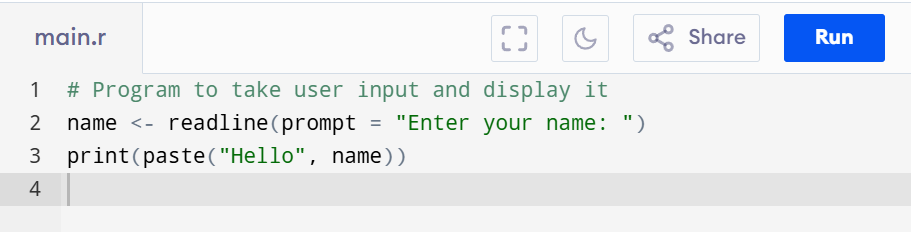 main.r
Share
Run
1 # Program to take user input and display it
2 name <- readline(prompt = "Enter your name: ")
3 print(paste("Hello", name))
4